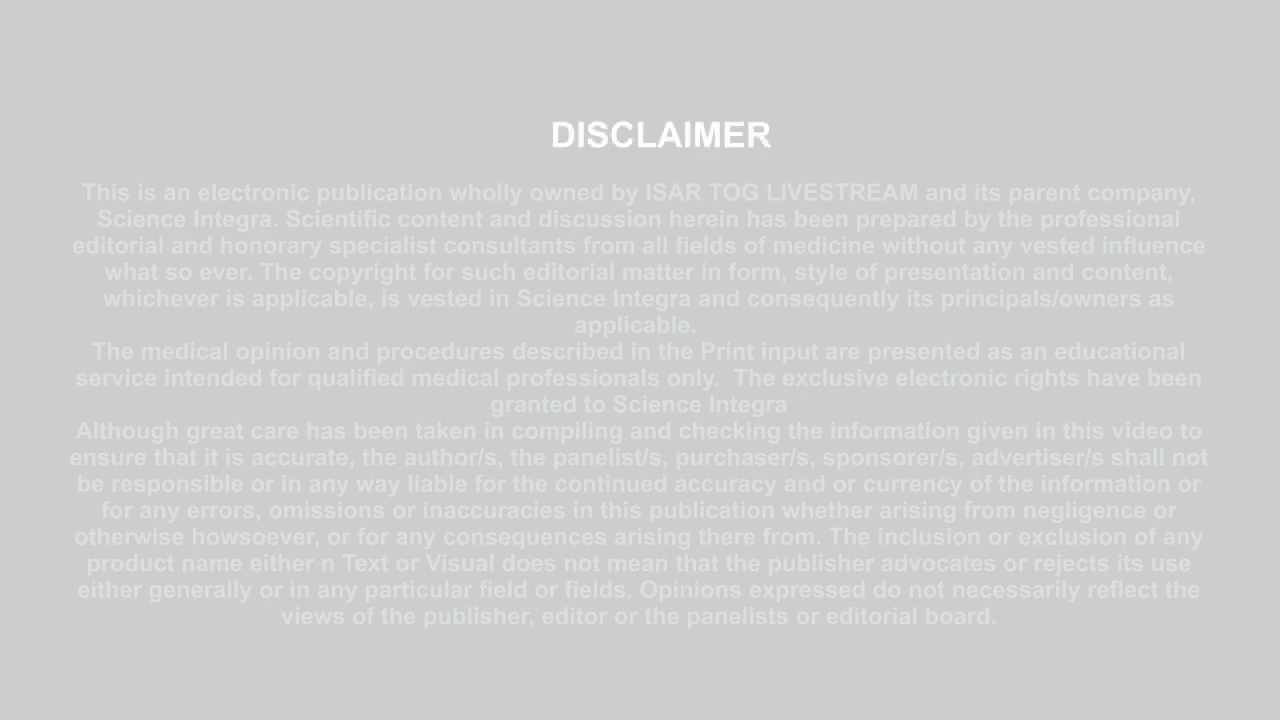 DISCLAIMER
This is an electronic publication wholly owned by ISAR TOG LIVESTREAM and its parent company,
Science Integra. Scientific content and discussion herein has been prepared by the professional
editorial and honorary specialist consultants from all fields of medicine without any vested influence
what so ever. The copyright for such editorial matter in form, style of presentation and content,
whichever is applicable, is vested in Science Integra and consequently its principals/owners as
applicable.
The medical opinion and procedures described in the Print input are presented as an educational
service intended for qualified medical professionals only.  The exclusive electronic rights have been
granted to Science Integra
Although great care has been taken in compiling and checking the information given in this video to
ensure that it is accurate, the author/s, the panelist/s, purchaser/s, sponsorer/s, advertiser/s shall not
be responsible or in any way liable for the continued accuracy and or currency of the information or
for any errors, omissions or inaccuracies in this publication whether arising from negligence or
otherwise howsoever, or for any consequences arising there from. The inclusion or exclusion of any
product name either n Text or Visual does not mean that the publisher advocates or rejects its use
either generally or in any particular field or fields. Opinions expressed do not necessarily reflect the
views of the publisher, editor or the panelists or editorial board.